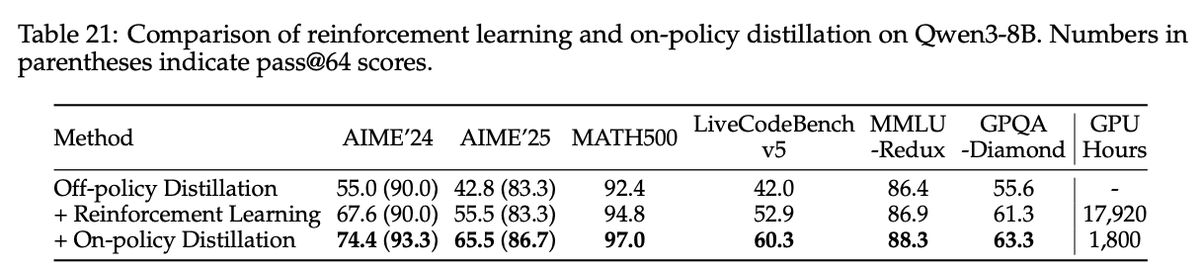 Table 21: Comparison of reinforcement learning and on-policy distillation on Qwen3-8B. Numbers in
parentheses indicate pass@64 scores.
Method AIME'24 AIME'25 MATH500 LiveCodeBench v5 MMLU -Redux GPQA -Diamond GPU Hours
Off-policy Distillation 55.0 (90.0) 42.8 (83.3) 92.4 42.0 86.4 55.6 -
+ Reinforcement Learning 67.6 (90.0) 55.5 (83.3) 94.8 52.9 86.9 61.3 17,920
+ On-policy Distillation 74.4 (93.3) 65.5 (86.7) 97.0 60.3 88.3 63.3 1,800